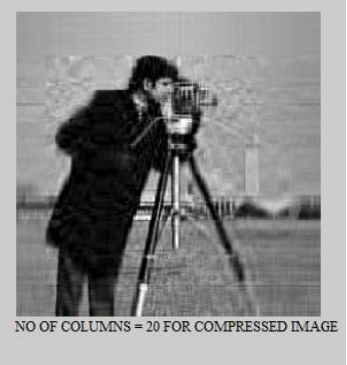 NO OF COLUMNS = 20 FOR COMPRESSED IMAGE